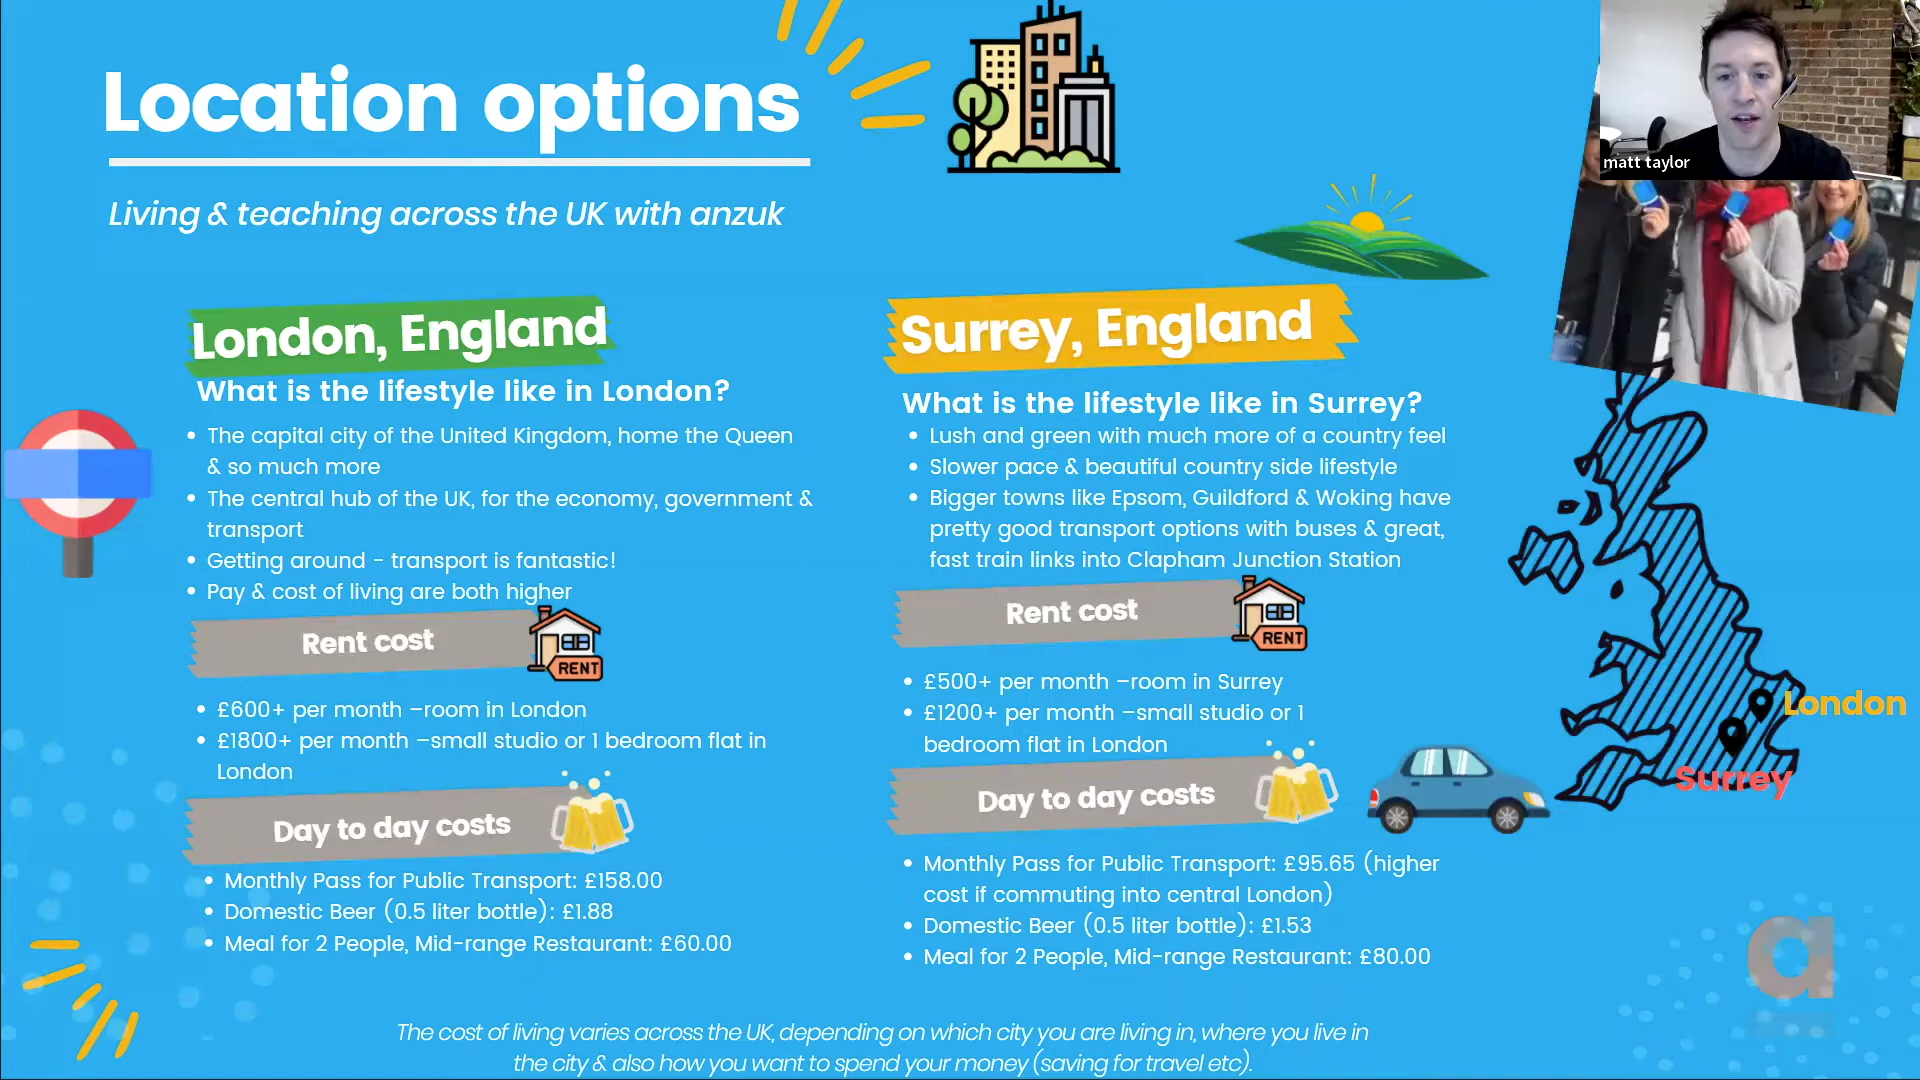 Location options
Living & teaching across the UK with anzuk
matt taylor
London, England
What is the lifestyle like in London?
• The capital city of the United Kingdom, home the Queen
& so much more
• The central hub of the UK, for the economy, government &
transport
• Getting around - transport is fantastic!
• Pay & cost of living are both higher
Rent cost
RENT
• £600+ per month –room in London
• £1800+ per month –small studio or 1 bedroom flat in
London
Day to day costs
• Monthly Pass for Public Transport: £158.00
• Domestic Beer (0.5 liter bottle): £1.88
• Meal for 2 People, Mid-range Restaurant: £60.00
Surrey, England
What is the lifestyle like in Surrey?
• Lush and green with much more of a country feel
• Slower pace & beautiful country side lifestyle
• Bigger towns like Epsom, Guildford & Woking have
pretty good transport options with buses & great,
fast train links into Clapham Junction Station
Rent cost
RENT
• £500+ per month –room in Surrey
• £1200+ per month –small studio or 1
bedroom flat in London
Day to day costs
• Monthly Pass for Public Transport: £95.65 (higher
cost if commuting into central London)
• Domestic Beer (0.5 liter bottle): £1.53
• Meal for 2 People, Mid-range Restaurant: £80.00
London
Surrey
a
The cost of living varies across the UK, depending on which city you are living in, where you live in
the city & also how you want to spend your money (saving for travel etc).